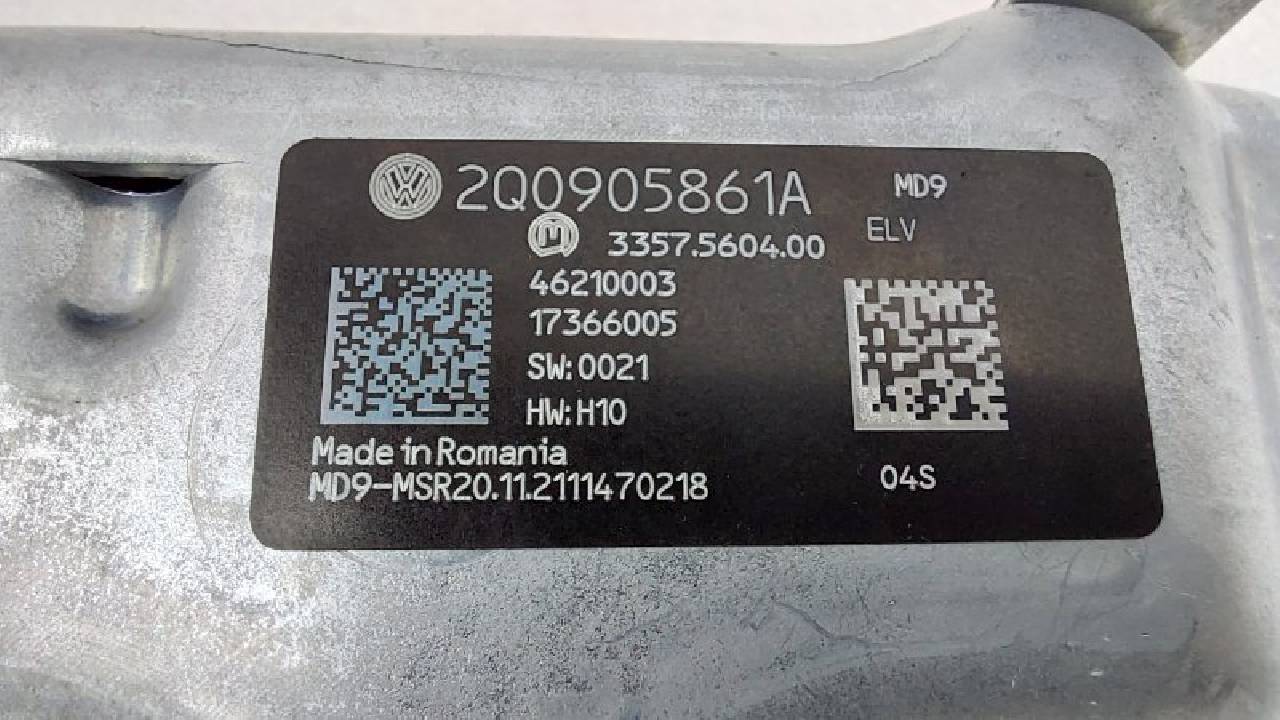 2Q0905861A MD9
3357.5604.00 ELV
46210003
17366005
SW:0021
HW:H10
Made in Romania
MD9-MSR20.11.2111470218
04S